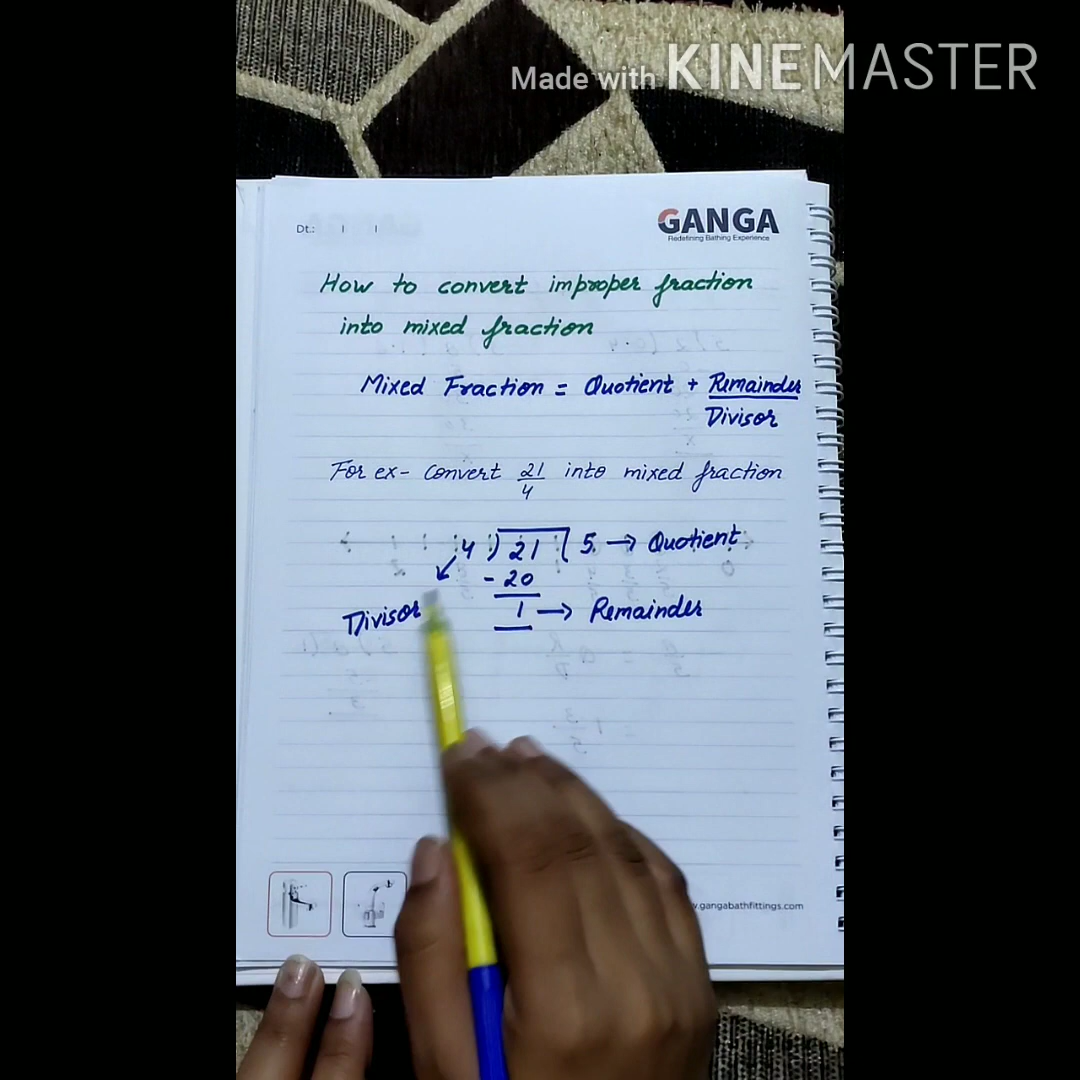 Made with KINEMASTER
Dt.:
GANGA
Redefining Bathing Experience
How to convert improper fraction
into mixed fraction
Mixed Fraction = Quotient + Remainder
Divisor
For ex- convert 21/4 into mixed fraction
4 ) 21 ( 5 → Quotient
- 20
Divisor 1 → Remainder
.gangabathfittings.com